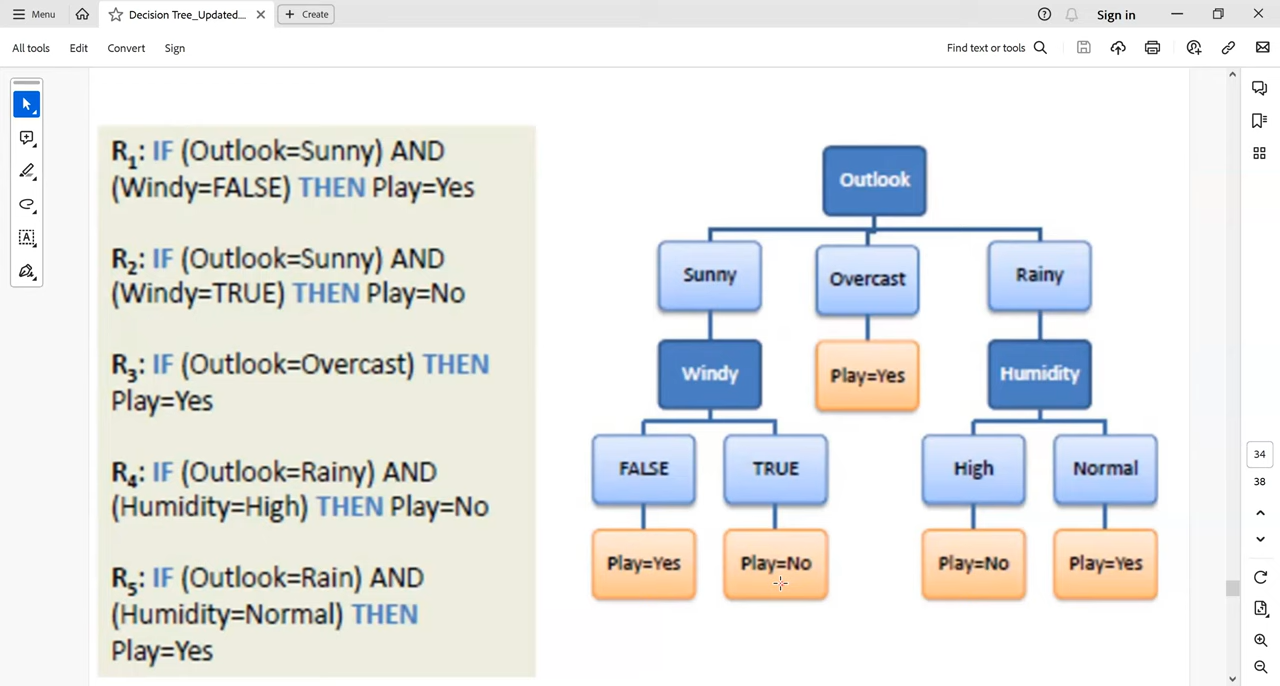 Menu
Decision Tree_Updated...
Create
Sign in
All tools
Edit
Convert
Sign
Find text or tools
R1: IF (Outlook=Sunny) AND
(Windy=FALSE) THEN Play=Yes
R2: IF (Outlook=Sunny) AND
(Windy=TRUE) THEN Play=No
R3: IF (Outlook=Overcast) THEN
Play=Yes
R4: IF (Outlook=Rainy) AND
(Humidity=High) THEN Play=No
R5: IF (Outlook=Rain) AND
(Humidity=Normal) THEN
Play=Yes
Outlook
Sunny
Overcast
Rainy
Windy
Play=Yes
Humidity
FALSE
TRUE
High
Normal
Play=Yes
Play=No
Play=No
Play=Yes
34
38